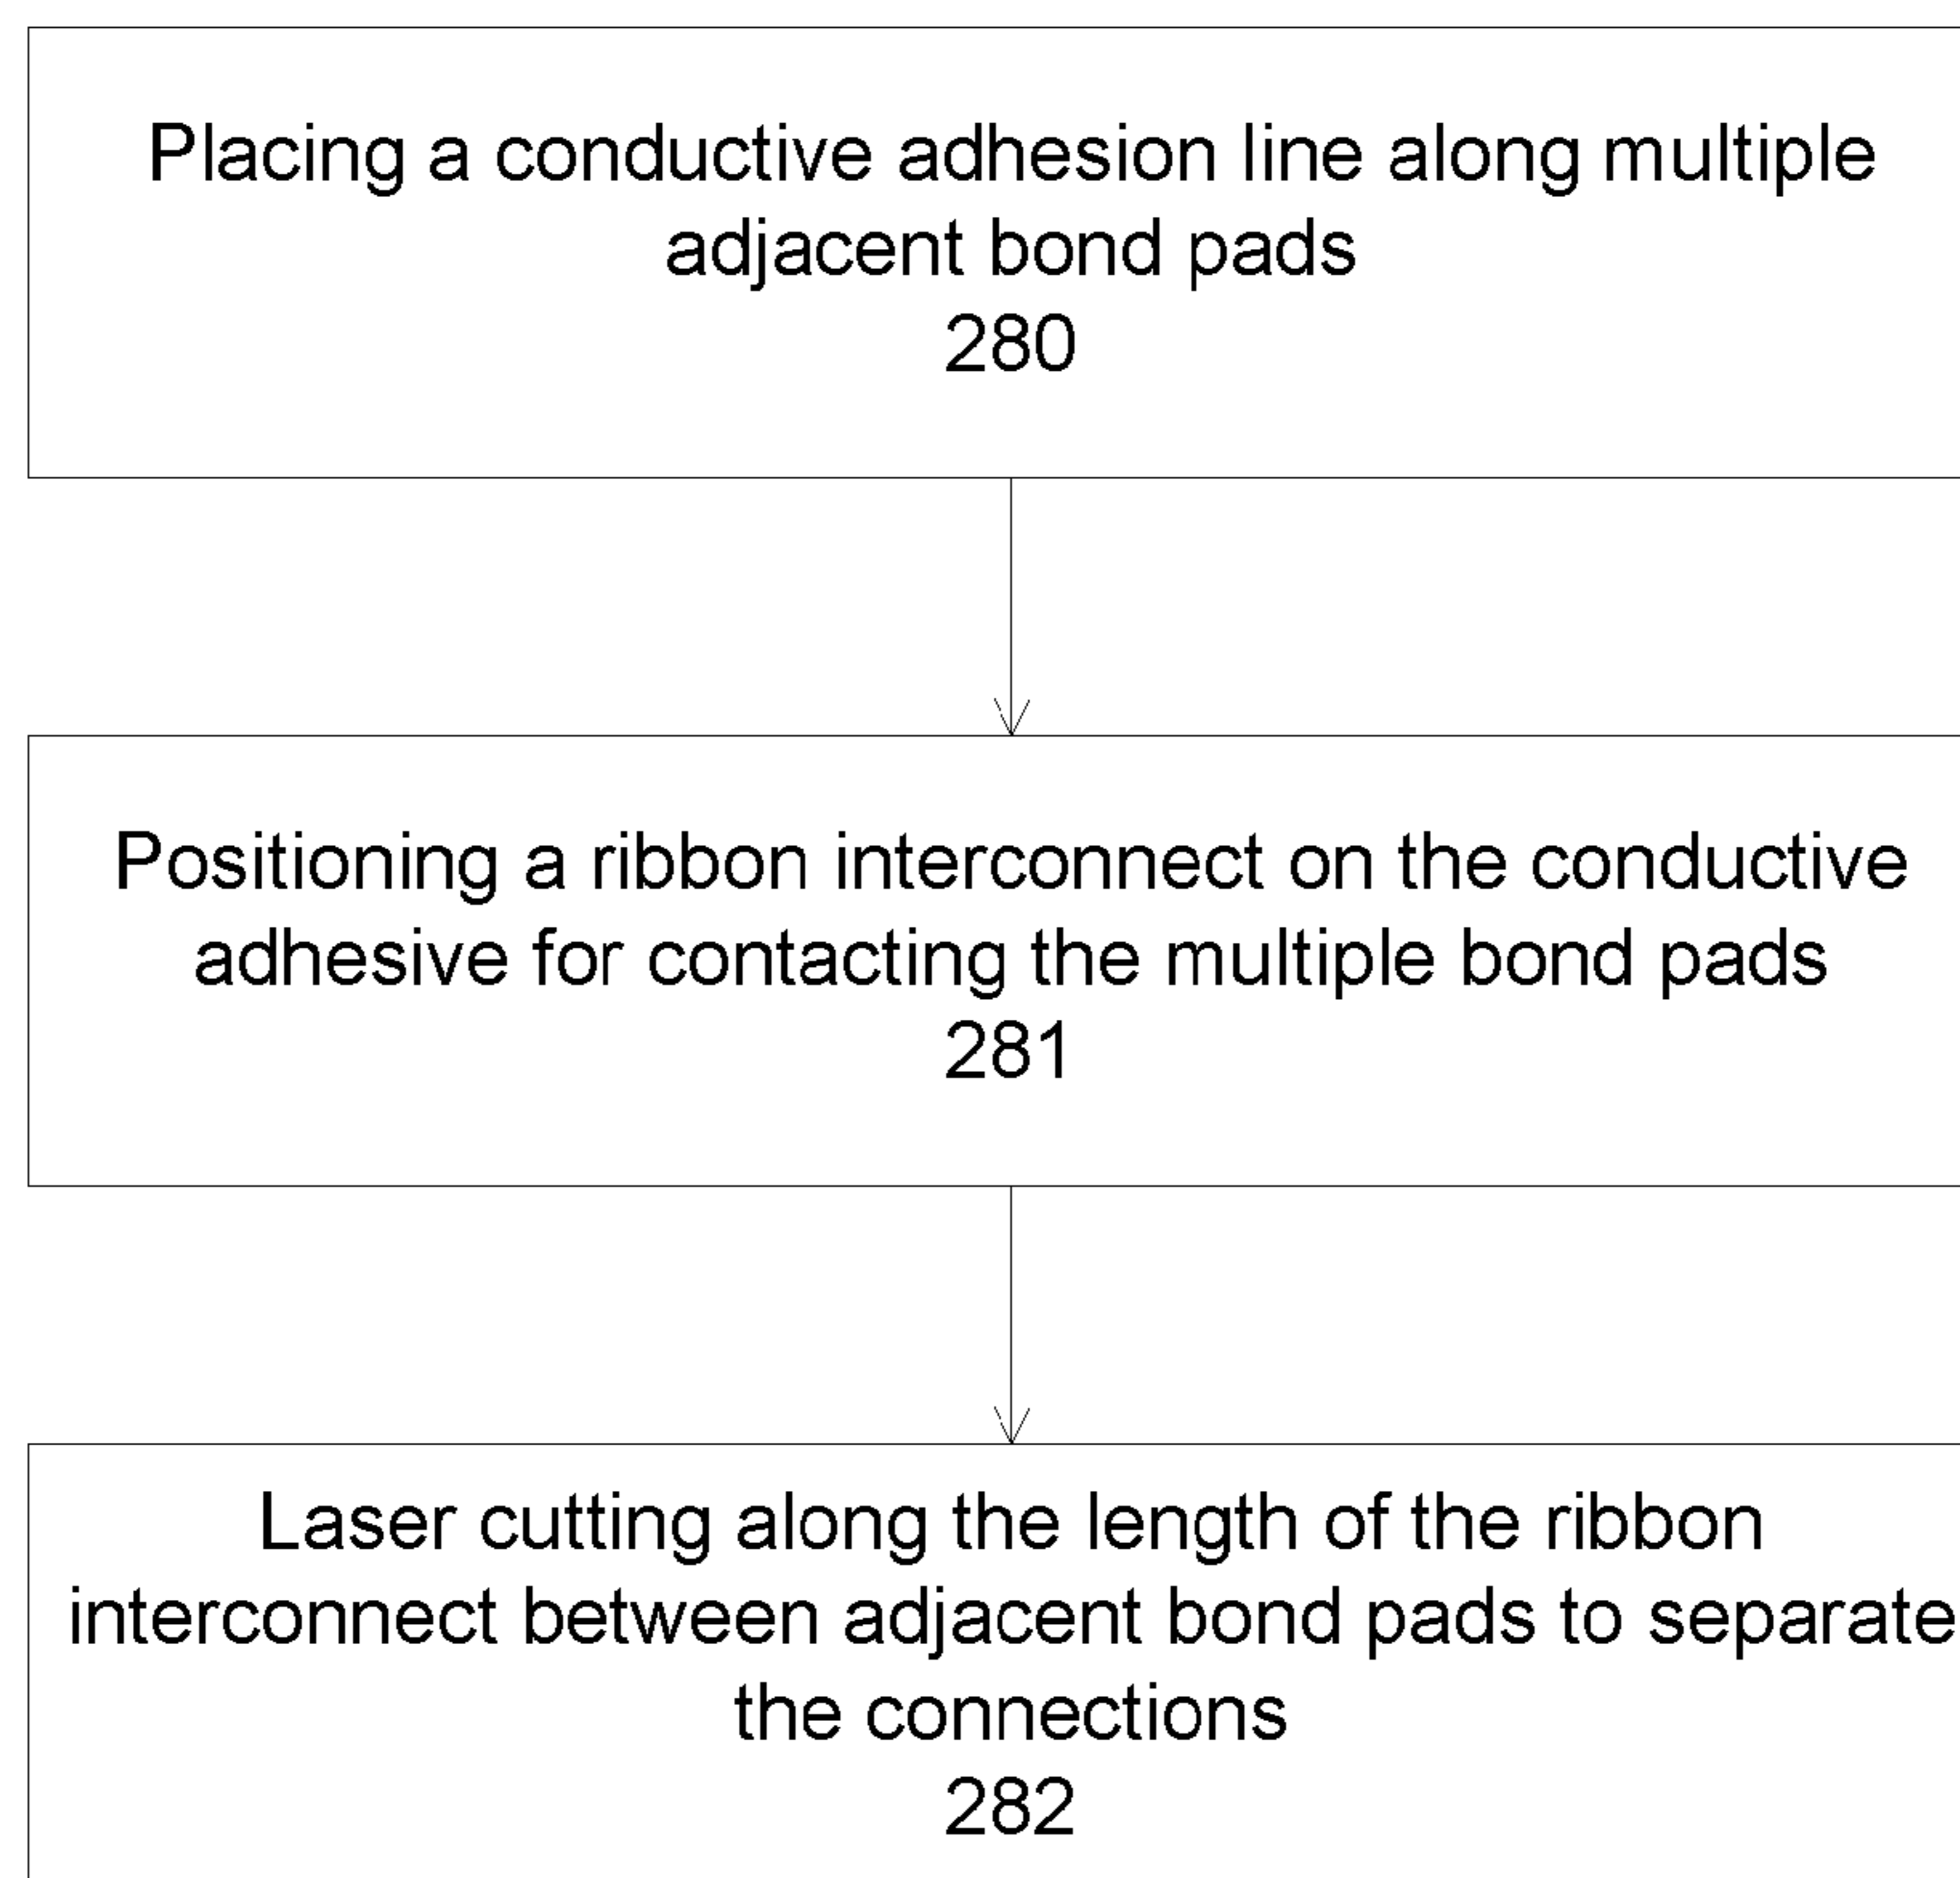 Placing a conductive adhesion line along multiple
adjacent bond pads
280
Positioning a ribbon interconnect on the conductive
adhesive for contacting the multiple bond pads
281
Laser cutting along the length of the ribbon
interconnect between adjacent bond pads to separate
the connections
282